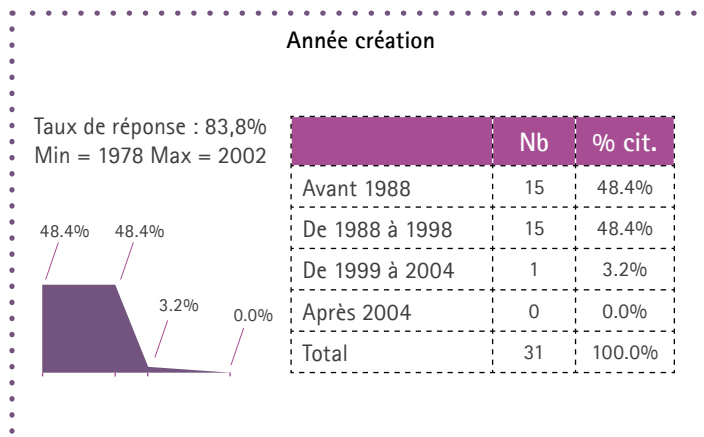 Année création
Taux de réponse : 83,8%
Min = 1978 Max = 2002
48.4% 48.4%
3.2%
0.0%
Nb % cit.
Avant 1988 15 48.4%
De 1988 à 1998 15 48.4%
De 1999 à 2004 1 3.2%
Après 2004 0 0.0%
Total 31 100.0%